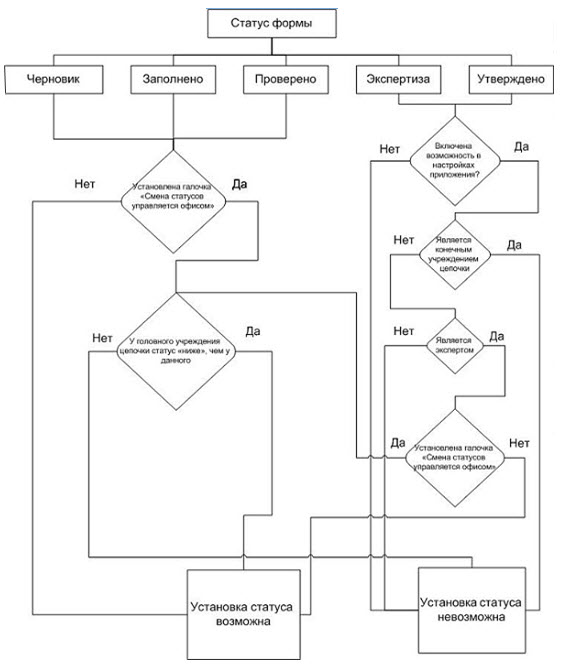 Статус формы
Черновик
Заполнено
Проверено
Экспертиза
Утверждено
Нет
Включена
возможность в
настройках
приложения?
Да
Нет
Установлена галочка
«Смена статусов
управляется офисом»
Да
Нет
Является
конечным
учреждением
цепочки
Да
Нет
У головного учреждения
цепочки статус «ниже», чем у
данного
Да
Нет
Является
экспертом
Да
Да
Установлена галочка
«Смена статусов
управляется офисом»
Нет
Установка статуса
возможна
Установка статуса
невозможна